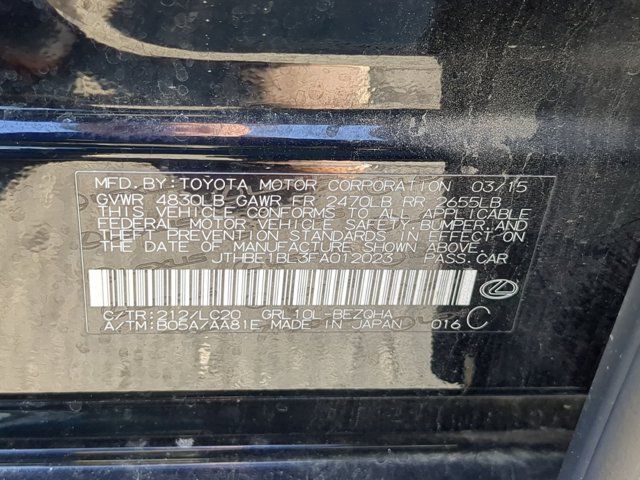 MFD. BY: TOYOTA MOTOR CORPORATION 03/15
GVWR 4830LB GAWR FR 2470LB RR 2655LB
THIS VEHICLE CONFORMS TO ALL APPLICABLE
FEDERAL MOTOR VEHICLE SAFETY, BUMPER, AND
THEFT PREVENTION STANDARDS IN EFFECT ON
THE DATE OF MANUFACTURE SHOWN ABOVE.
JTHBE1BL3FA012023 PASS. CAR
C/TR: 212/LC20 GRL10L-BEZQHA
A/TM: B05A/AA81E MADE IN JAPAN 016 C